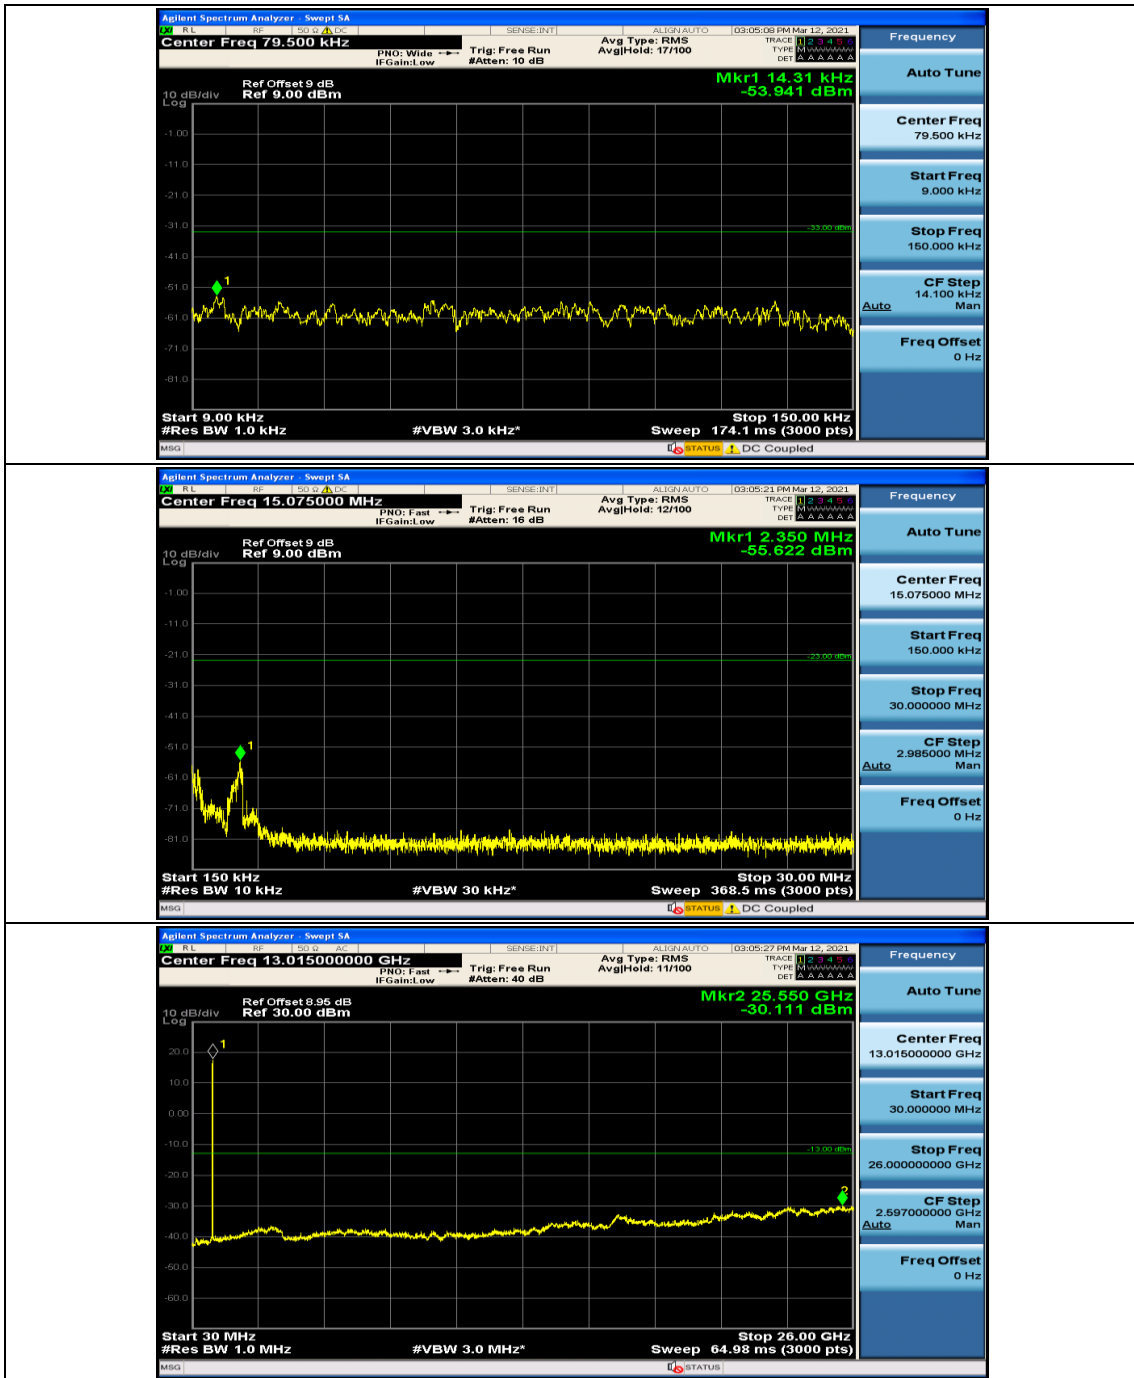 Agilent Spectrum Analyzer - Swept SA
LXI RL RF 50 Ω DC SENSE:INT ALIGN AUTO 03:05:08 PM Mar 12, 2021
Center Freq 79.500 kHz
PNO: Wide
IFGain:Low
Trig: Free Run
#Atten: 10 dB
Avg Type: RMS
Avg|Hold: 17/100
TRACE 1 2 3 4 5 6
TYPE M W W W W W
DET A A A A A A
Frequency
Mkr1 14.31 kHz
-53.941 dBm
Ref Offset 9 dB
10 dB/div Ref 9.00 dBm
Log
-1.00
-11.0
-21.0
-31.0
-33.00 dBm
-41.0
-51.0
1
-61.0
-71.0
-81.0
Start 9.00 kHz Stop 150.00 kHz
#Res BW 1.0 kHz #VBW 3.0 kHz* Sweep 174.1 ms (3000 pts)
MSG STATUS DC Coupled
Auto Tune
Center Freq
79.500 kHz
Start Freq
9.000 kHz
Stop Freq
150.000 kHz
CF Step
14.100 kHz
Auto Man
Freq Offset
0 Hz
Agilent Spectrum Analyzer - Swept SA
LXI RL RF 50 Ω DC SENSE:INT ALIGN AUTO 03:05:21 PM Mar 12, 2021
Center Freq 15.075000 MHz
PNO: Fast
IFGain:Low
Trig: Free Run
#Atten: 16 dB
Avg Type: RMS
Avg|Hold: 12/100
TRACE 1 2 3 4 5 6
TYPE M W W W W W
DET A A A A A A
Frequency
Mkr1 2.350 MHz
-55.622 dBm
Ref Offset 9 dB
10 dB/div Ref 9.00 dBm
Log
-1.00
-11.0
-21.0
-23.00 dBm
-31.0
-41.0
-51.0
1
-61.0
-71.0
-81.0
Start 150 kHz Stop 30.00 MHz
#Res BW 10 kHz #VBW 30 kHz* Sweep 368.5 ms (3000 pts)
MSG STATUS DC Coupled
Auto Tune
Center Freq
15.075000 MHz
Start Freq
150.000 kHz
Stop Freq
30.000000 MHz
CF Step
2.985000 MHz
Auto Man
Freq Offset
0 Hz
Agilent Spectrum Analyzer - Swept SA
LXI RL RF 50 Ω AC SENSE:INT ALIGN AUTO 03:05:27 PM Mar 12, 2021
Center Freq 13.015000000 GHz
PNO: Fast
IFGain:Low
Trig: Free Run
#Atten: 40 dB
Avg Type: RMS
Avg|Hold: 11/100
TRACE 1 2 3 4 5 6
TYPE M W W W W W
DET A A A A A A
Frequency
Mkr2 25.550 GHz
-30.111 dBm
Ref Offset 8.95 dB
10 dB/div Ref 30.00 dBm
Log
20.0
1
10.0
0.00
-10.0
-13.00 dBm
-20.0
2
-30.0
-40.0
-50.0
-60.0
Start 30 MHz Stop 26.00 GHz
#Res BW 1.0 MHz #VBW 3.0 MHz* Sweep 64.98 ms (3000 pts)
MSG STATUS
Auto Tune
Center Freq
13.015000000 GHz
Start Freq
30.000000 MHz
Stop Freq
26.000000000 GHz
CF Step
2.597000000 GHz
Auto Man
Freq Offset
0 Hz